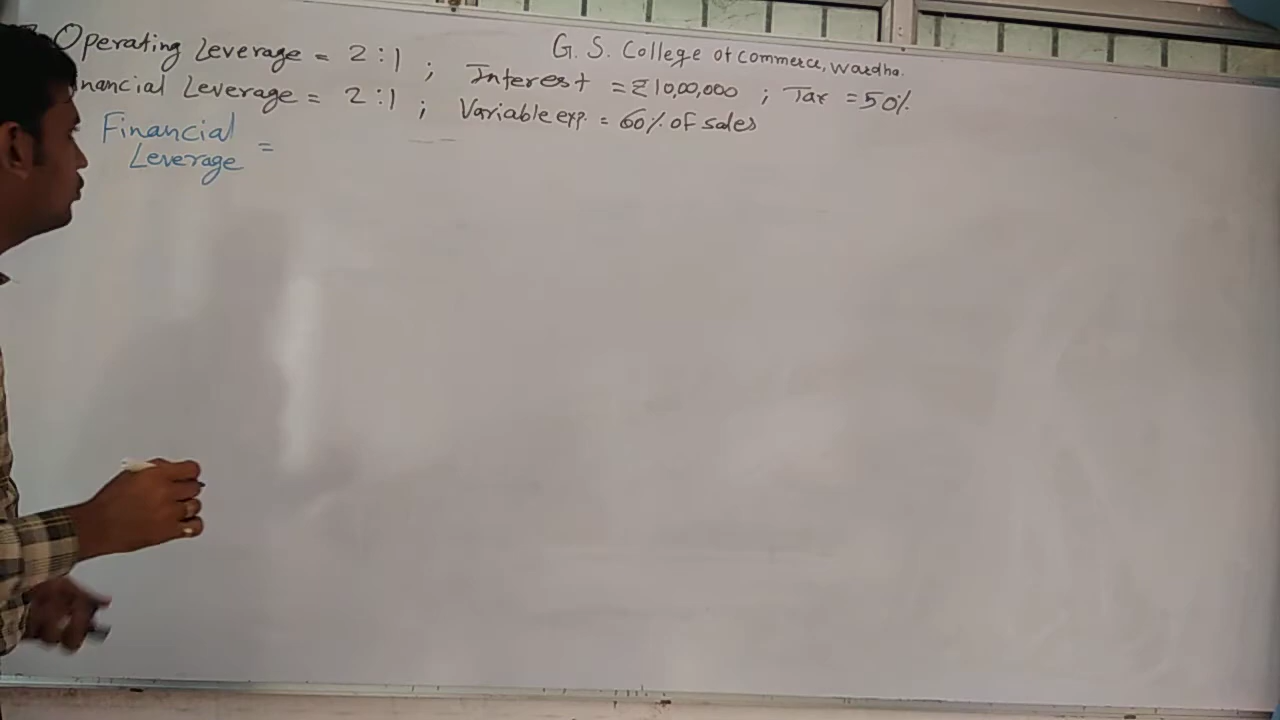 Operating Leverage = 2:1 ;
G. S. College of Commerce, Wardha.
Interest = ₹10,00,000 ; Tax = 50%
nancial Leverage = 2:1 ; Variable exp. = 60% of sales
Financial
Leverage =